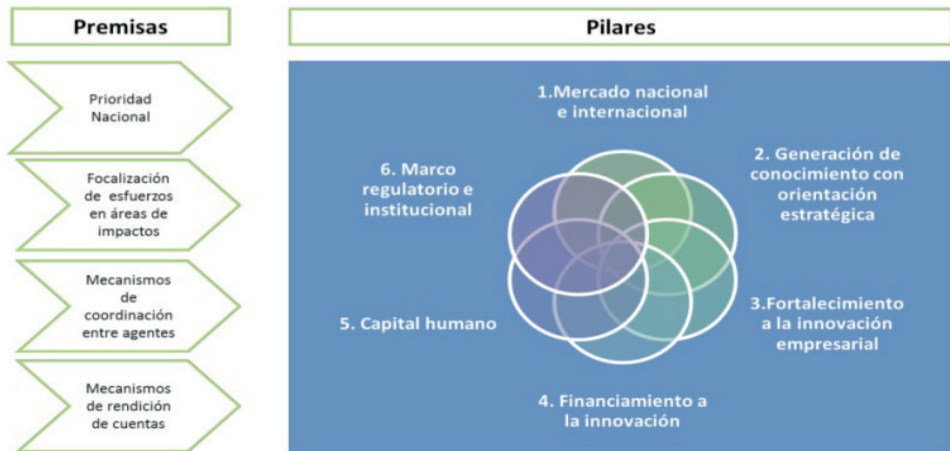 Premisas
Prioridad
Nacional
Focalización
de esfuerzos
en áreas de
impactos
Mecanismos
de
coordinación
entre agentes
Mecanismos
de rendición
de cuentas
Pilares
1.Mercado nacional
e internacional
2. Generación de
conocimiento con
orientación
estratégica
3.Fortalecimiento
a la innovación
empresarial
4. Financiamiento a
la innovación
5. Capital humano
6. Marco
regulatorio e
institucional